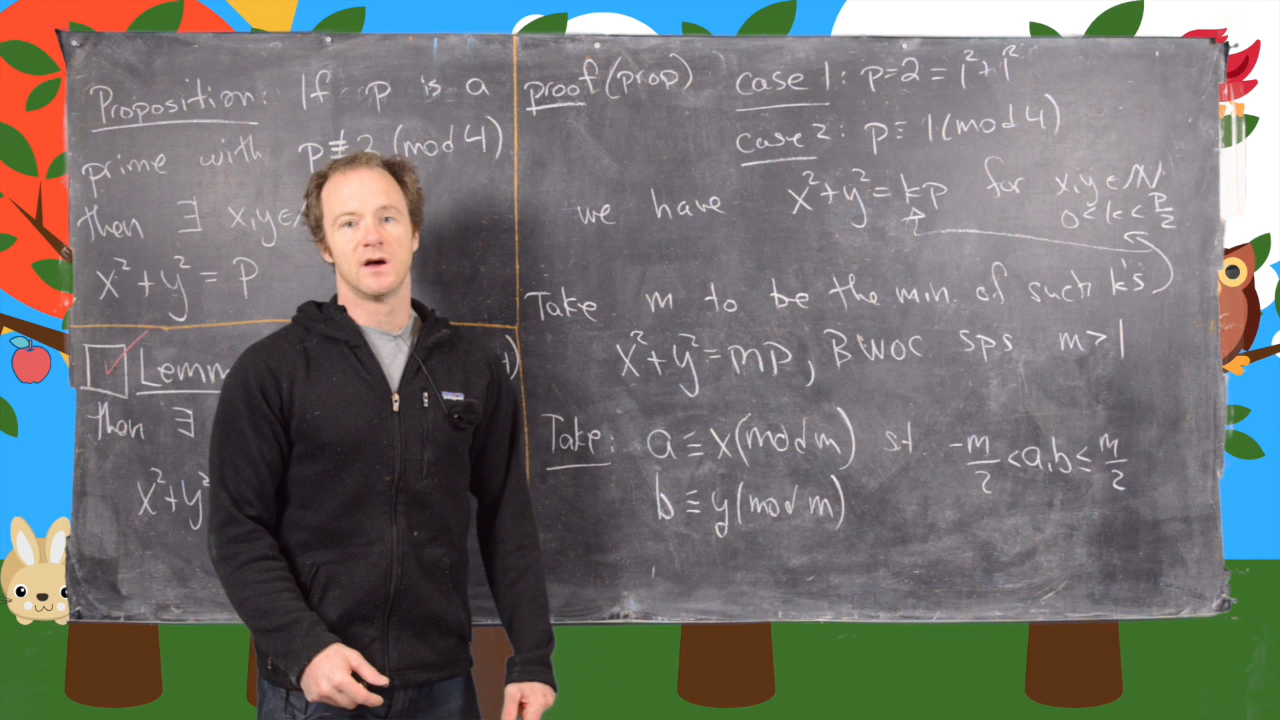 Proposition: If p is a
prime with p≢3 (mod 4)
then ∃ x,y∈
x²+y² = p
Lemm
then ∃
x²+y²
proof (prop) case 1: p=2 = 1²+1²
case 2: p≡1(mod 4)
we have x²+y² = kp for x,y∈ℕ
0<k<p/2
Take m to be the min. of such k's
x²+y²=mp, BWOC sps m>1
Take: a≡x(mod m) st. -m/2<a,b≤m/2
b≡y(mod m)